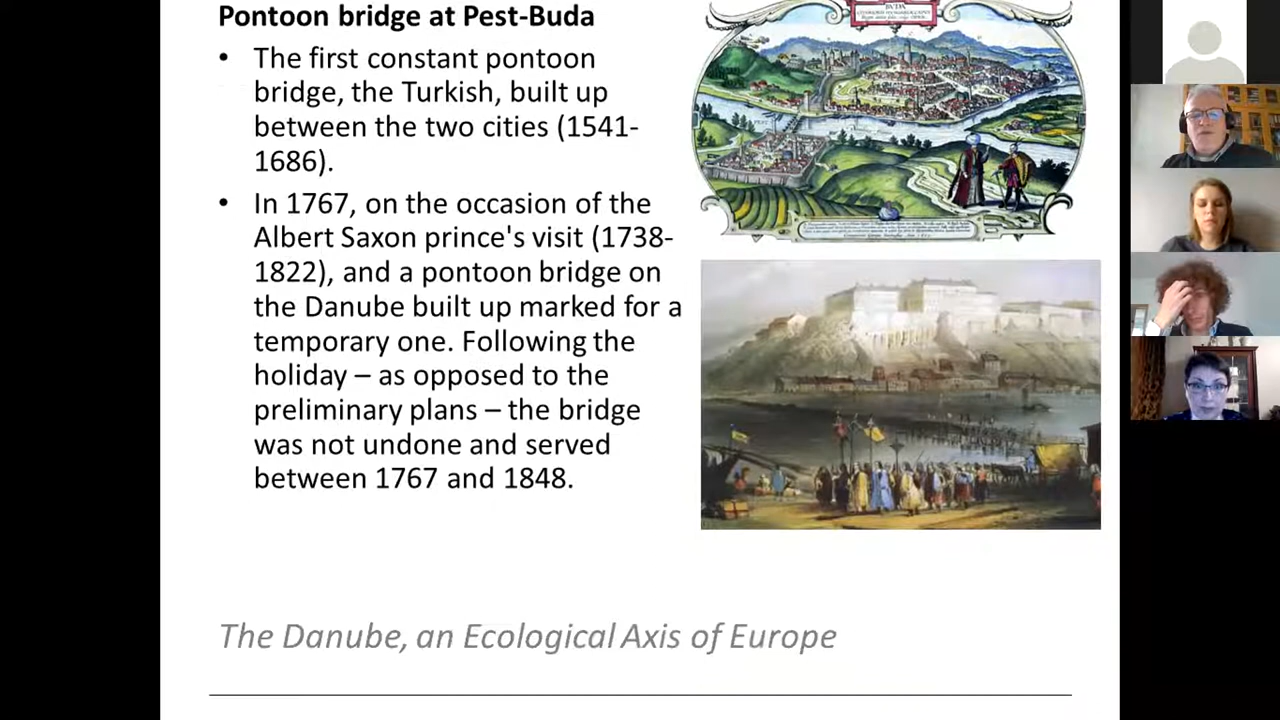 Pontoon bridge at Pest-Buda
• The first constant pontoon
bridge, the Turkish, built up
between the two cities (1541-
1686).
• In 1767, on the occasion of the
Albert Saxon prince's visit (1738-
1822), and a pontoon bridge on
the Danube built up marked for a
temporary one. Following the
holiday – as opposed to the
preliminary plans – the bridge
was not undone and served
between 1767 and 1848.
BUDA
The Danube, an Ecological Axis of Europe